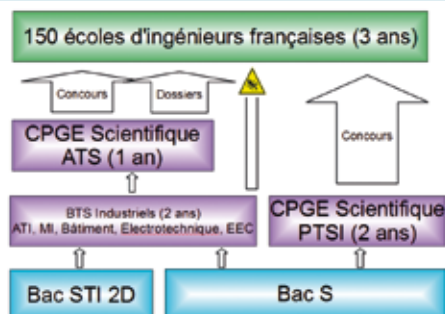 150 écoles d'ingénieurs françaises (3 ans)
Concours
Dossiers
Concours
CPGE Scientifique
ATS (1 an)
BTS Industriels (2 ans)
ATI, MI, Bâtiment, Electrotechnique, EEC
CPGE Scientifique
PTSI (2 ans)
Bac STI 2D
Bac S